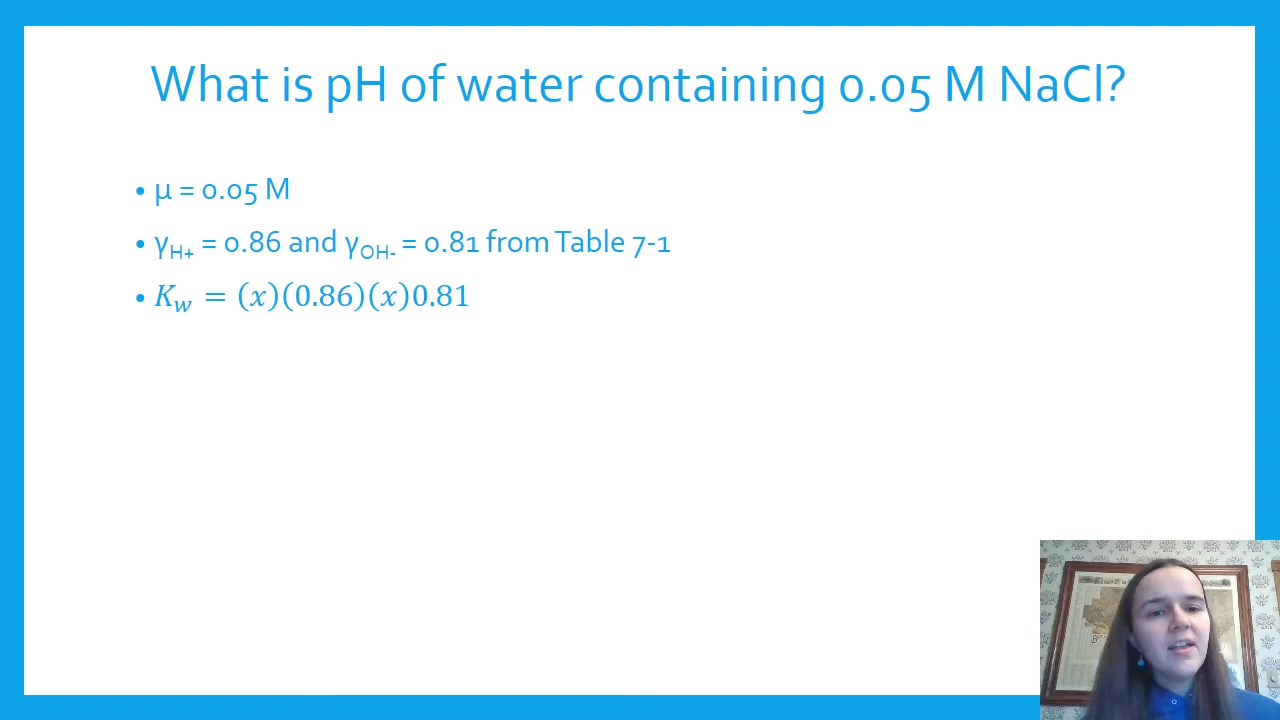 What is pH of water containing 0.05 M NaCl?
• µ = 0.05 M
• γH+ = 0.86 and γOH- = 0.81 from Table 7-1
• Kw = (x)(0.86)(x)0.81